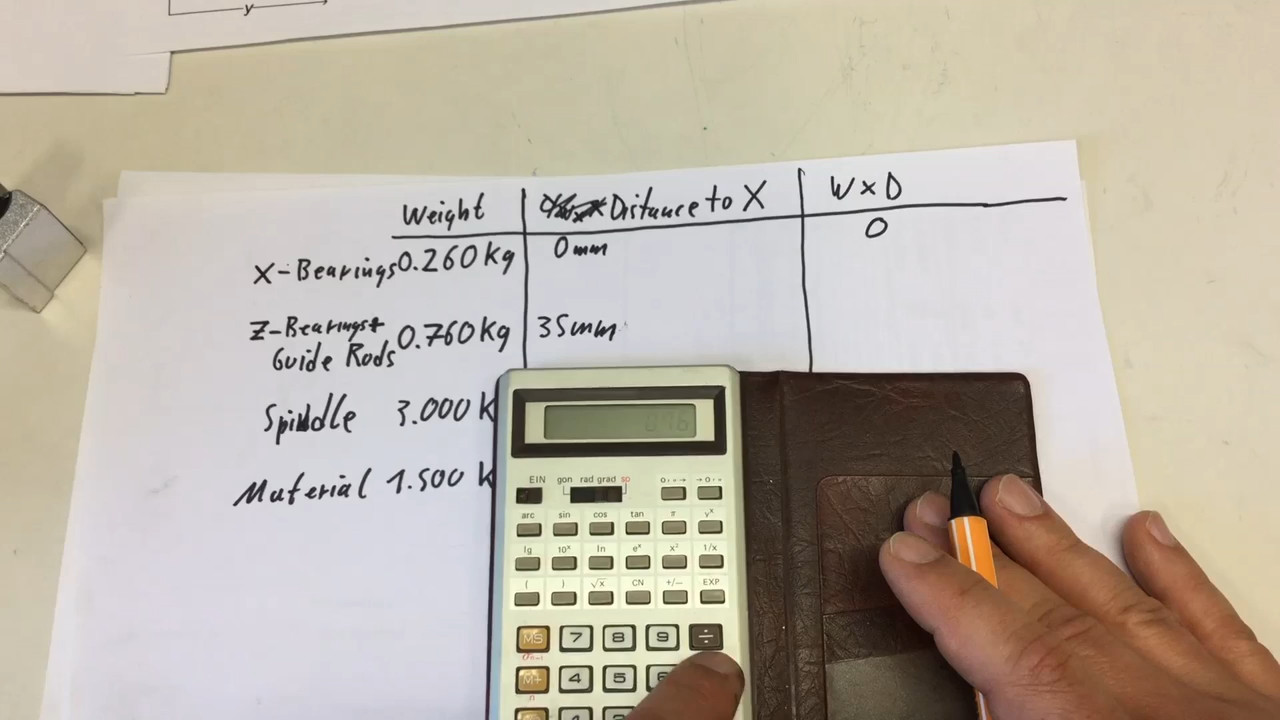 y
Weight Distance to X W x D
X-Bearings 0.260 kg 0 mm 0
Z-Bearings+ 0.760 kg 35 mm
Guide Rods
Spindle 3.000 K
Material 1.500 K
EIN gon rad grad
arc sin cos tan π yˣ
lg 10ˣ ln eˣ x² 1/x
( ) √x CN +/− EXP
MS 7 8 9 ÷
M+ 4 5